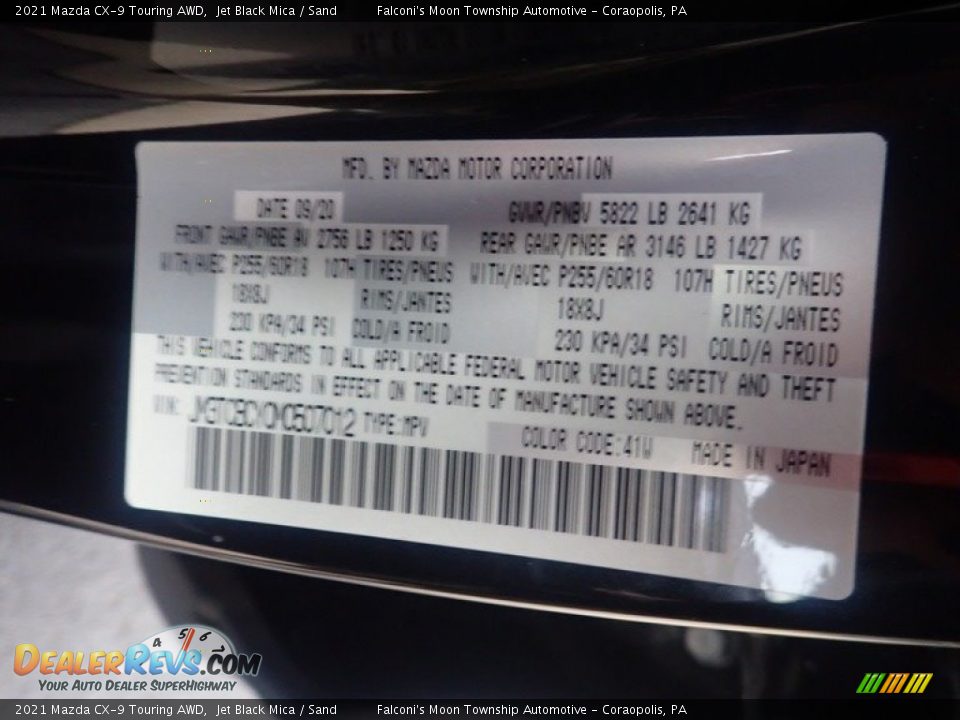 2021 Mazda CX-9 Touring AWD, Jet Black Mica / Sand Falconi's Moon Township Automotive - Coraopolis, PA
MFD. BY MAZDA MOTOR CORPORATION
DATE 09/20 GVWR/PNBV 5822 LB 2641 KG
FRONT GAWR/PNBE AV 2756 LB 1250 KG REAR GAWR/PNBE AR 3146 LB 1427 KG
WITH/AVEC P255/60R18 107H TIRES/PNEUS WITH/AVEC P255/60R18 107H TIRES/PNEUS
18X8J RIMS/JANTES 18X8J RIMS/JANTES
230 KPA/34 PSI COLD/A FROID 230 KPA/34 PSI COLD/A FROID
THIS VEHICLE CONFORMS TO ALL APPLICABLE FEDERAL MOTOR VEHICLE SAFETY AND THEFT
PREVENTION STANDARDS IN EFFECT ON THE DATE OF MANUFACTURE SHOWN ABOVE.
VIN: TYPE:MPV COLOR CODE:41W MADE IN JAPAN
4 5 6
DEALERREVS.COM
YOUR AUTO DEALER SUPERHIGHWAY
2021 Mazda CX-9 Touring AWD, Jet Black Mica / Sand Falconi's Moon Township Automotive - Coraopolis, PA